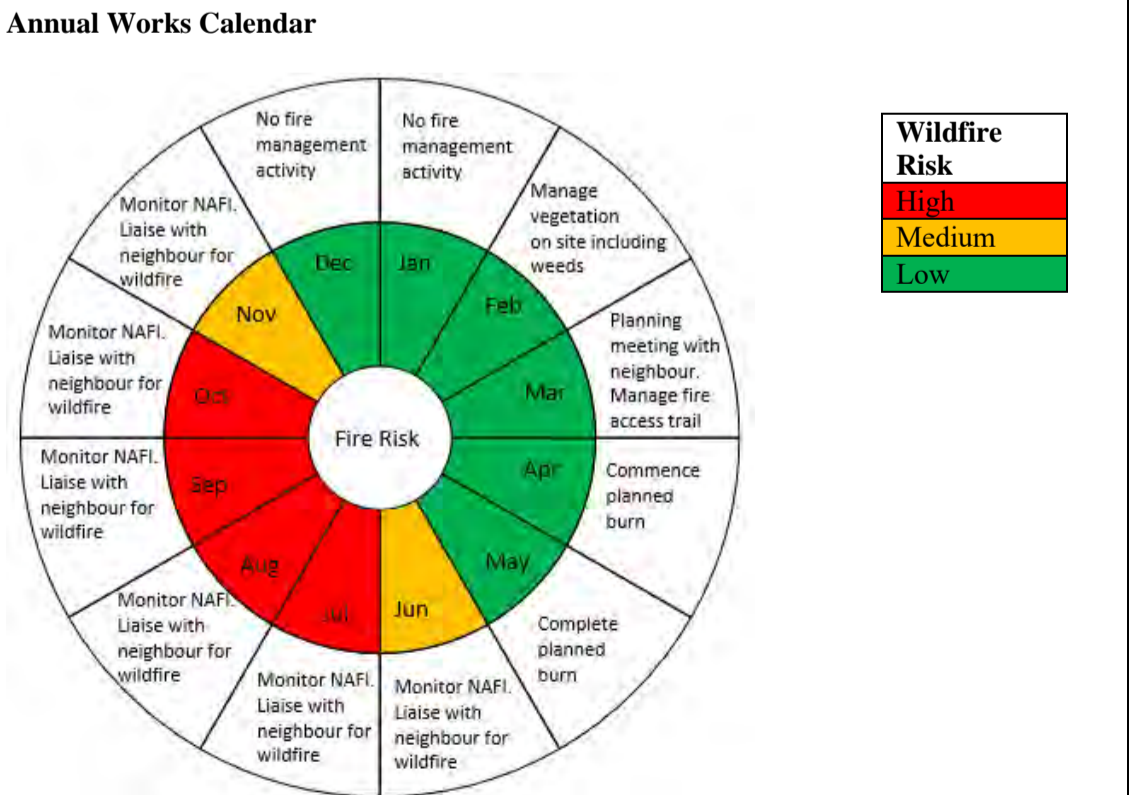 Annual Works Calendar
Wildfire
Risk
High
Medium
Low
No fire
management
activity
Manage
vegetation
on site including
weeds
Planning
meeting with
neighbour.
Manage fire
access trail
Commence
planned
burn
Complete
planned
burn
Monitor NAFI.
Liaise with
neighbour for
wildfire
Monitor NAFI.
Liaise with
neighbour for
wildfire
Monitor NAFI.
Liaise with
neighbour for
wildfire
Monitor NAFI.
Liaise with
neighbour for
wildfire
Monitor NAFI.
Liaise with
neighbour for
wildfire
Monitor NAFI.
Liaise with
neighbour for
wildfire
No fire
management
activity
Jan
Feb
Mar
Apr
May
Jun
Jul
Aug
Sep
Oct
Nov
Dec
Fire Risk